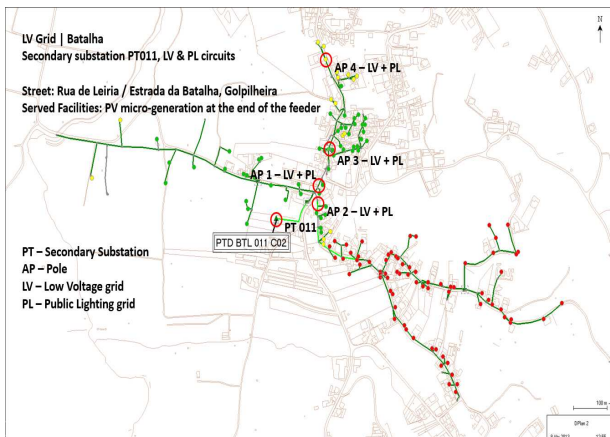 LV Grid | Batalha
Secondary substation PT011, LV & PL circuits
Street: Rua de Leiria / Estrada da Batalha, Golpilheira
Served Facilities: PV micro-generation at the end of the feeder
N
AP 4 – LV + PL
AP 3 – LV + PL
AP 1 – LV + PL
AP 2 – LV + PL
PT 011
PTD BTL 011 C02
PT – Secondary Substation
AP – Pole
LV – Low Voltage grid
PL – Public Lighting grid
100 m
DPlan 2